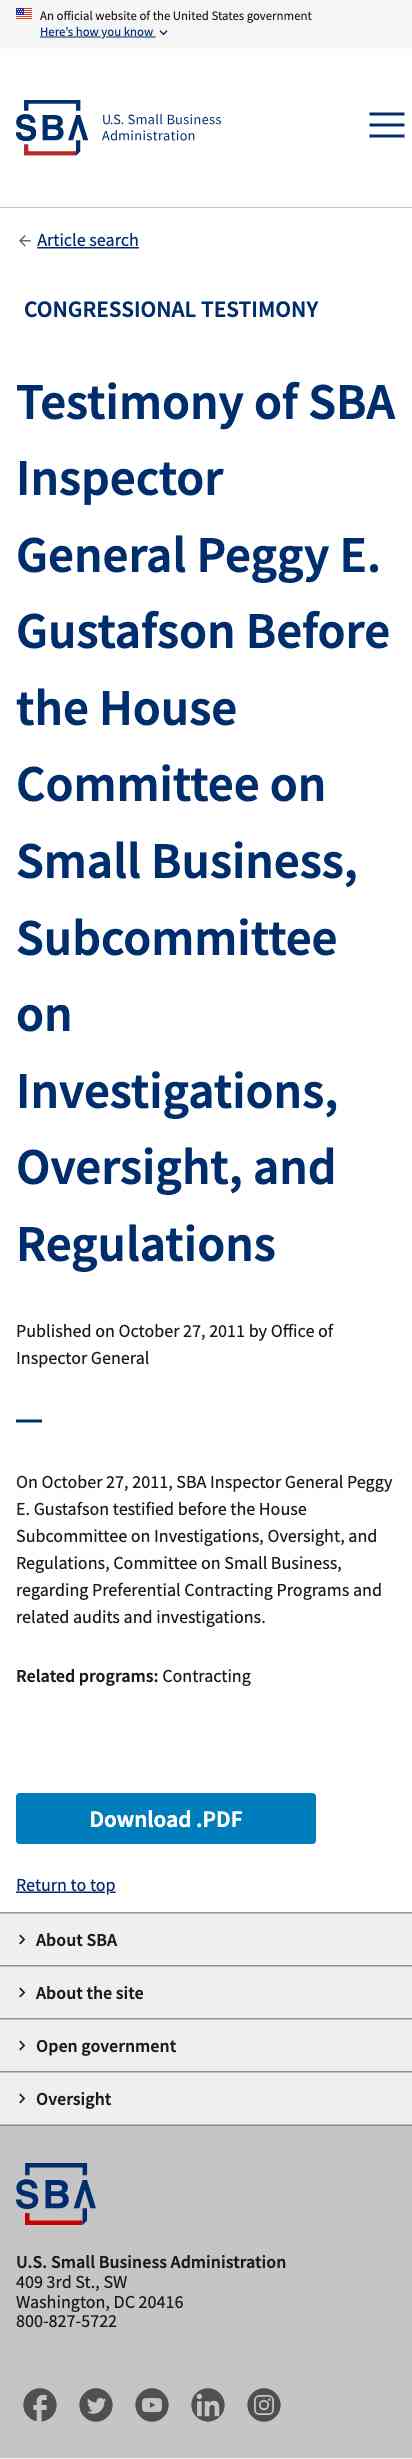 An official website of the United States government
Here's how you know
SBA
U.S. Small Business
Administration
Article search
CONGRESSIONAL TESTIMONY
Testimony of SBA
Inspector
General Peggy E.
Gustafson Before
the House
Committee on
Small Business,
Subcommittee
on
Investigations,
Oversight, and
Regulations
Published on October 27, 2011 by Office of
Inspector General
On October 27, 2011, SBA Inspector General Peggy
E. Gustafson testified before the House
Subcommittee on Investigations, Oversight, and
Regulations, Committee on Small Business,
regarding Preferential Contracting Programs and
related audits and investigations.
Related programs: Contracting
Download .PDF
Return to top
About SBA
About the site
Open government
Oversight
SBA
U.S. Small Business Administration
409 3rd St., SW
Washington, DC 20416
800-827-5722